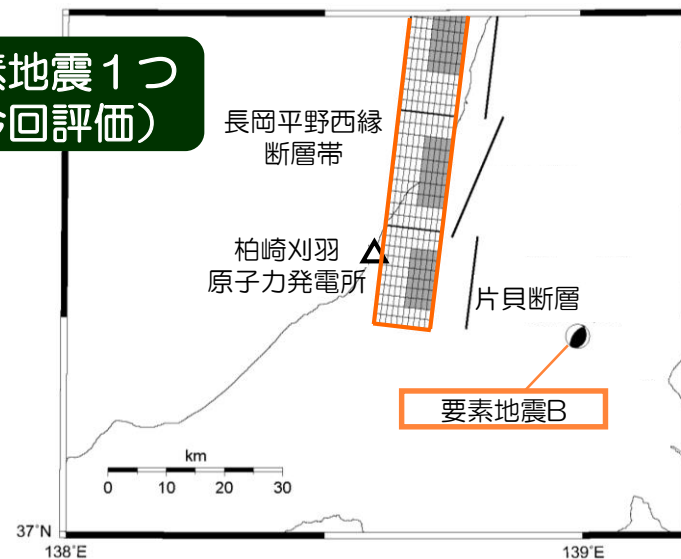 素地震１つ
今回評価）
長岡平野西縁
断層帯
柏崎刈羽
原子力発電所
片貝断層
要素地震B
km
0 10 20 30
37°N
138°E
139°E